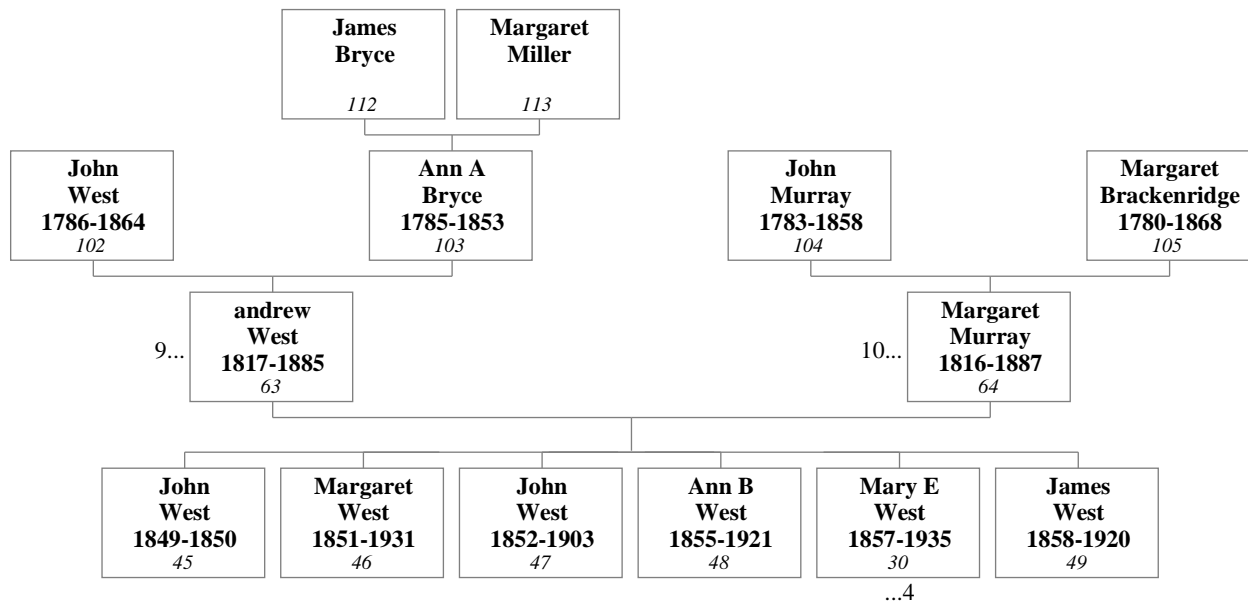 James
Bryce
112
Margaret
Miller
113
John
West
1786-1864
102
Ann A
Bryce
1785-1853
103
John
Murray
1783-1858
104
Margaret
Brackenridge
1780-1868
105
9...
andrew
West
1817-1885
63
10...
Margaret
Murray
1816-1887
64
John
West
1849-1850
45
Margaret
West
1851-1931
46
John
West
1852-1903
47
Ann B
West
1855-1921
48
Mary E
West
1857-1935
30
...4
James
West
1858-1920
49